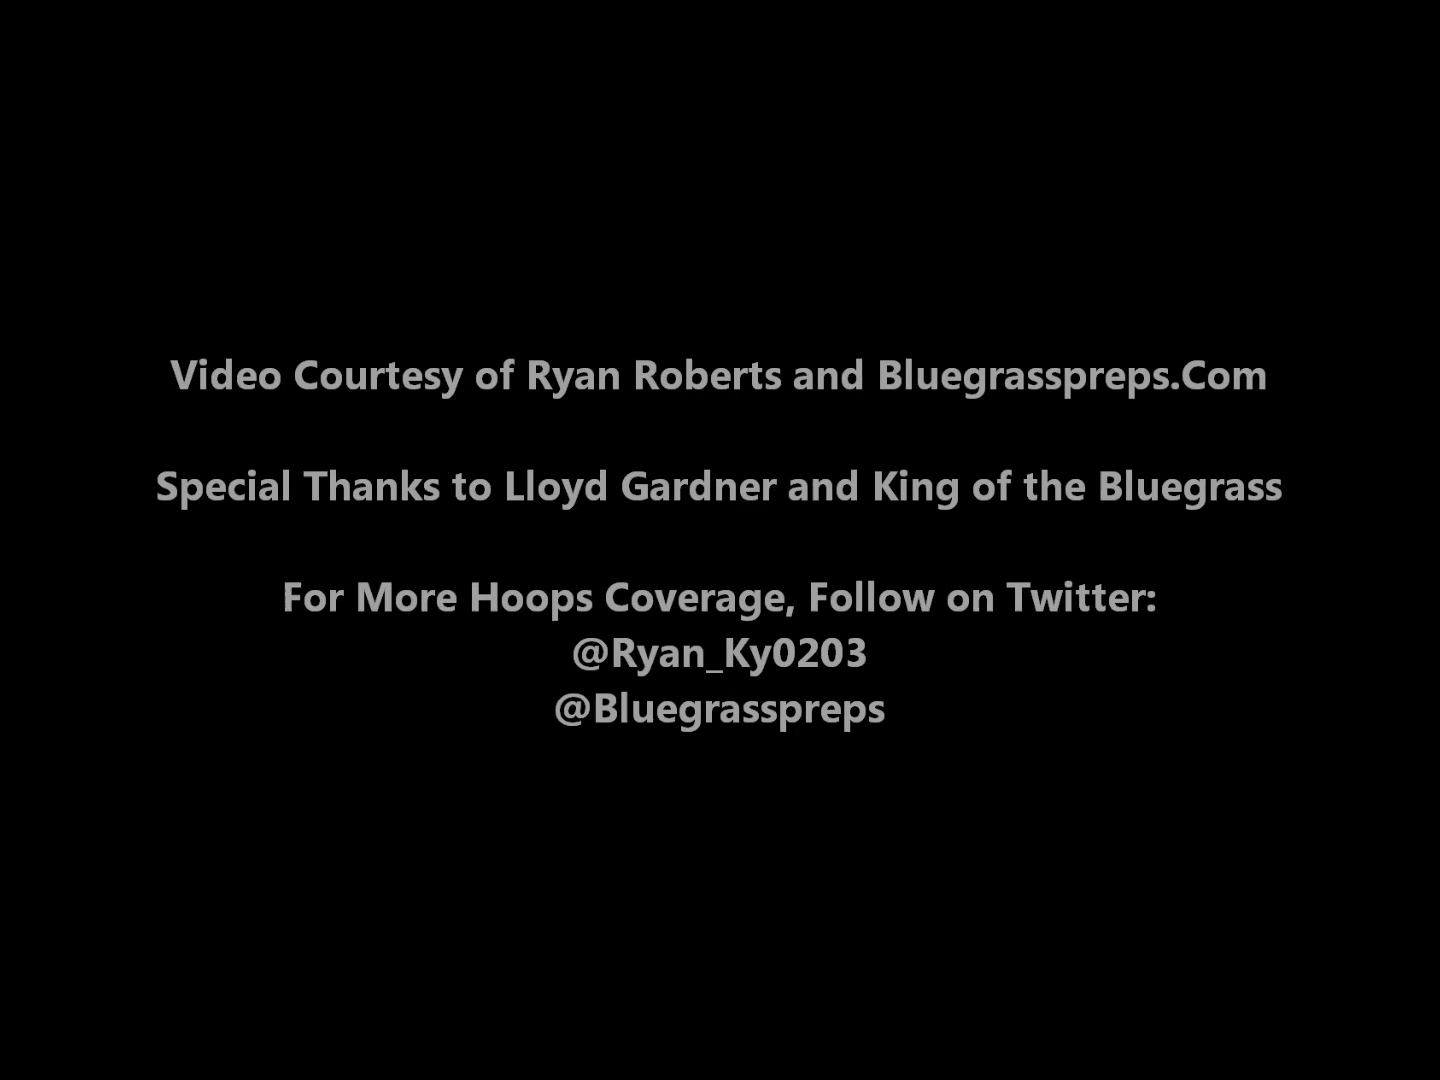 Video Courtesy of Ryan Roberts and Bluegrasspreps.Com
Special Thanks to Lloyd Gardner and King of the Bluegrass
For More Hoops Coverage, Follow on Twitter:
@Ryan_Ky0203
@Bluegrasspreps